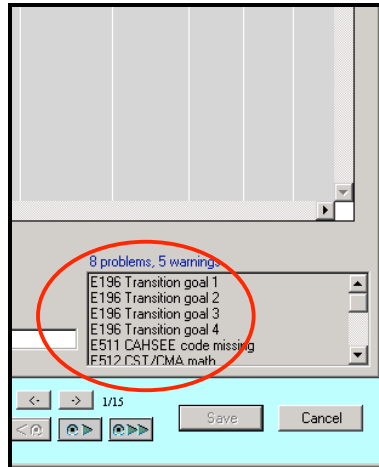 8 problems, 5 warnings
E196 Transition goal 1
E196 Transition goal 2
E196 Transition goal 3
E196 Transition goal 4
E511 CAHSEE code missing
E512 CST/CMA math
<- -> 1/15
Save Cancel